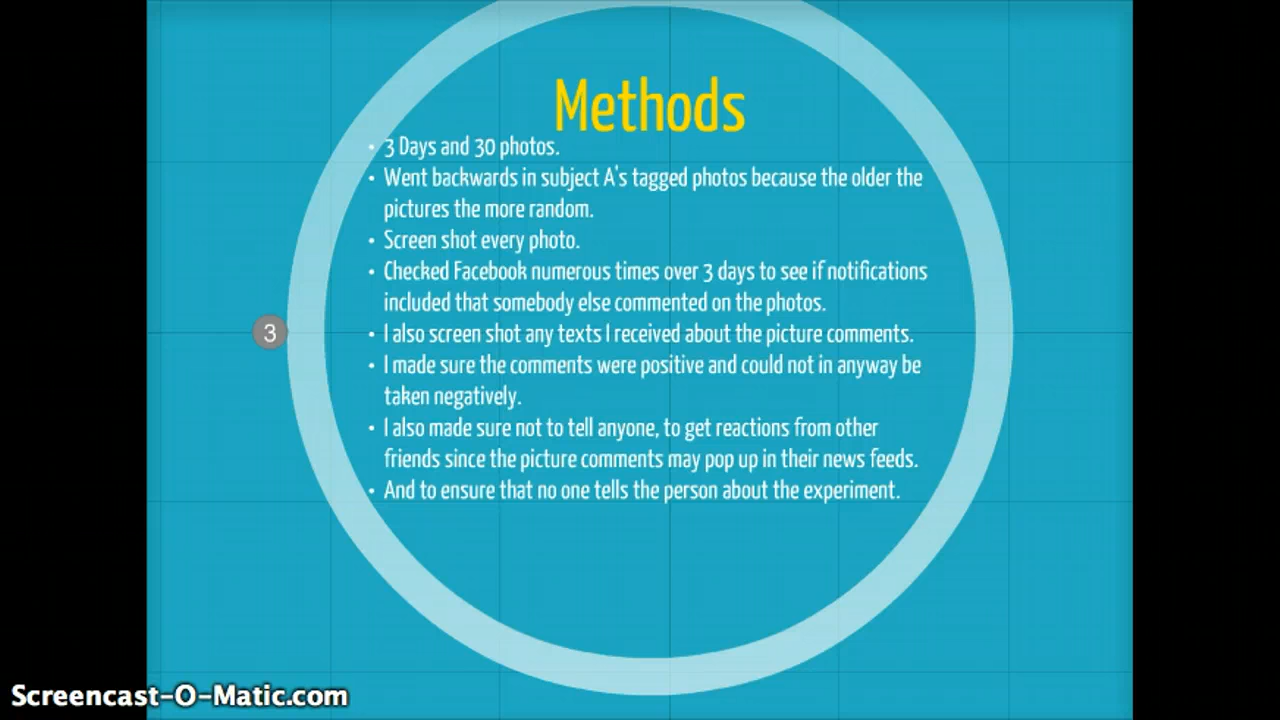 Methods
• 3 Days and 30 photos.
• Went backwards in subject A's tagged photos because the older the
pictures the more random.
• Screen shot every photo.
• Checked Facebook numerous times over 3 days to see if notifications
included that somebody else commented on the photos.
3
• I also screen shot any texts I received about the picture comments.
• I made sure the comments were positive and could not in anyway be
taken negatively.
• I also made sure not to tell anyone, to get reactions from other
friends since the picture comments may pop up in their news feeds.
• And to ensure that no one tells the person about the experiment.
Screencast-O-Matic.com